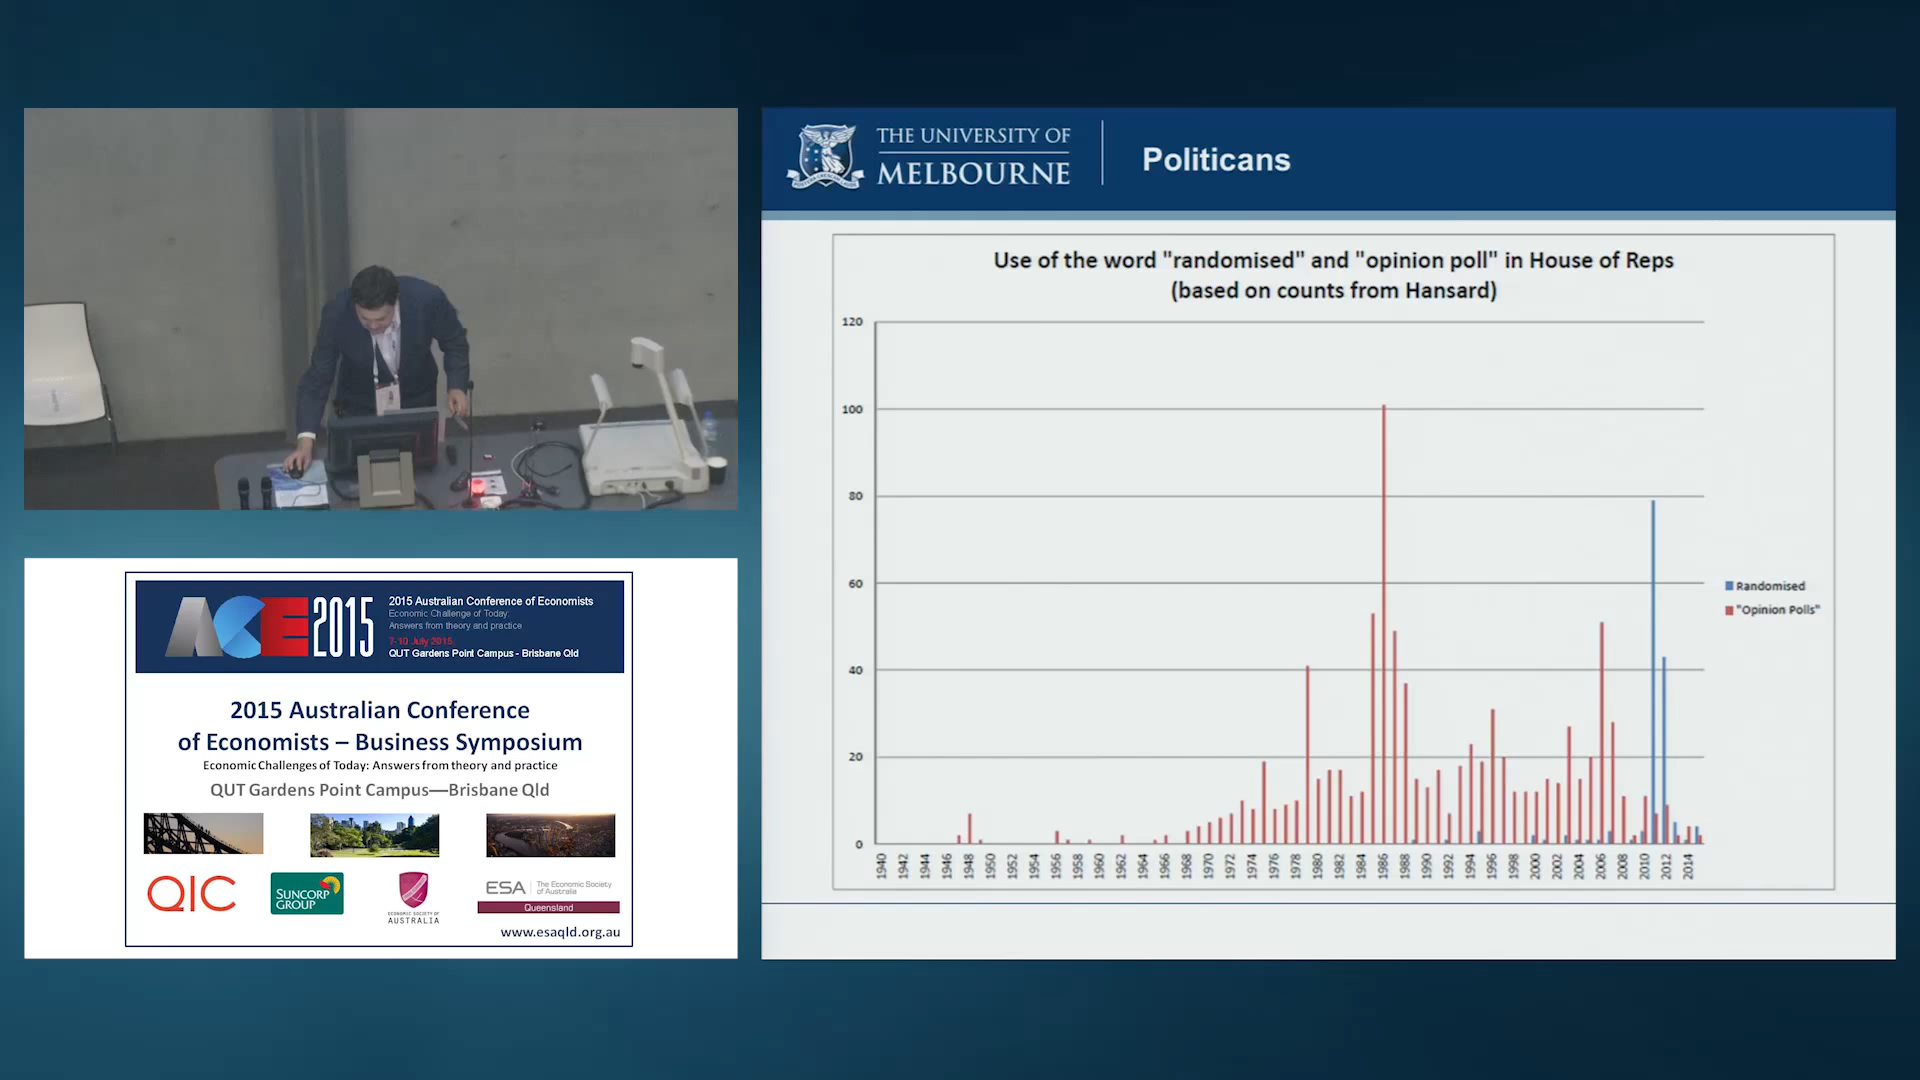 THE UNIVERSITY OF
MELBOURNE
Politicans
Use of the word "randomised" and "opinion poll" in House of Reps
(based on counts from Hansard)
120
100
80
60
40
20
0
Randomised
"Opinion Polls"
1940 1942 1944 1946 1948 1950 1952 1954 1956 1958 1960 1962 1964 1966 1968 1970 1972 1974 1976 1978 1980 1982 1984 1986 1988 1990 1992 1994 1996 1998 2000 2002 2004 2006 2008 2010 2012 2014
ACE 2015
2015 Australian Conference of Economists
Economic Challenge of Today:
Answers from theory and practice
7-10 July 2015
QUT Gardens Point Campus - Brisbane Qld
2015 Australian Conference
of Economists – Business Symposium
Economic Challenges of Today: Answers from theory and practice
QUT Gardens Point Campus—Brisbane Qld
QIC
SUNCORP
GROUP
ECONOMIC SOCIETY OF
AUSTRALIA
ESA
The Economic Society
of Australia
Queensland
www.esaqld.org.au